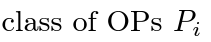 class of OPs $P_i$